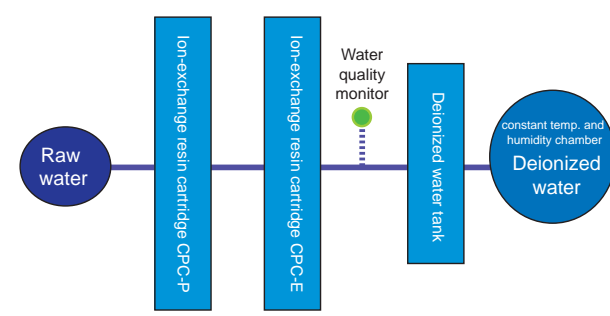 Raw
water
Ion-exchange resin cartridge CPC-P
Ion-exchange resin cartridge CPC-E
Water
quality
monitor
Deionized water tank
constant temp. and
humidity chamber
Deionized
water